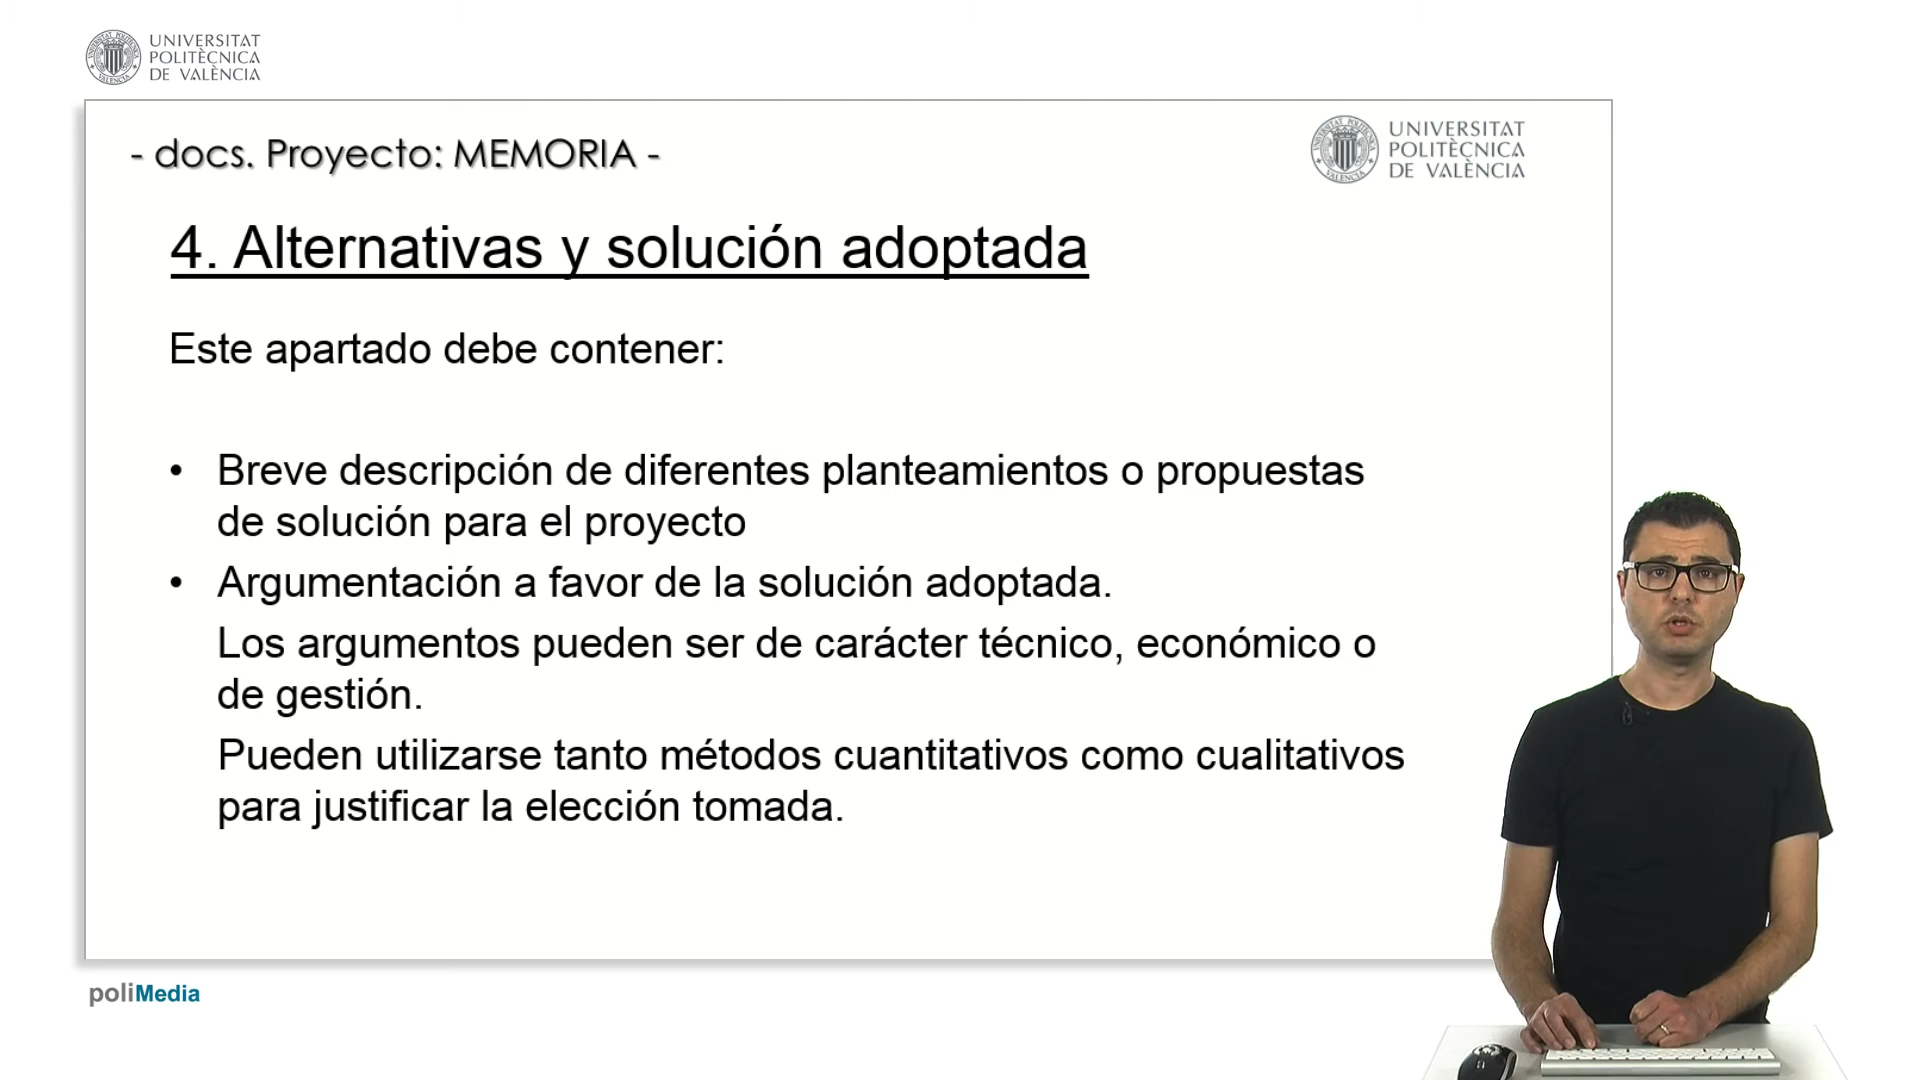 UNIVERSITAT
POLITÈCNICA
DE VALÈNCIA
- docs. Proyecto: MEMORIA -
UNIVERSITAT
POLITÈCNICA
DE VALÈNCIA
4. Alternativas y solución adoptada
Este apartado debe contener:
• Breve descripción de diferentes planteamientos o propuestas
de solución para el proyecto
• Argumentación a favor de la solución adoptada.
Los argumentos pueden ser de carácter técnico, económico o
de gestión.
Pueden utilizarse tanto métodos cuantitativos como cualitativos
para justificar la elección tomada.
poliMedia